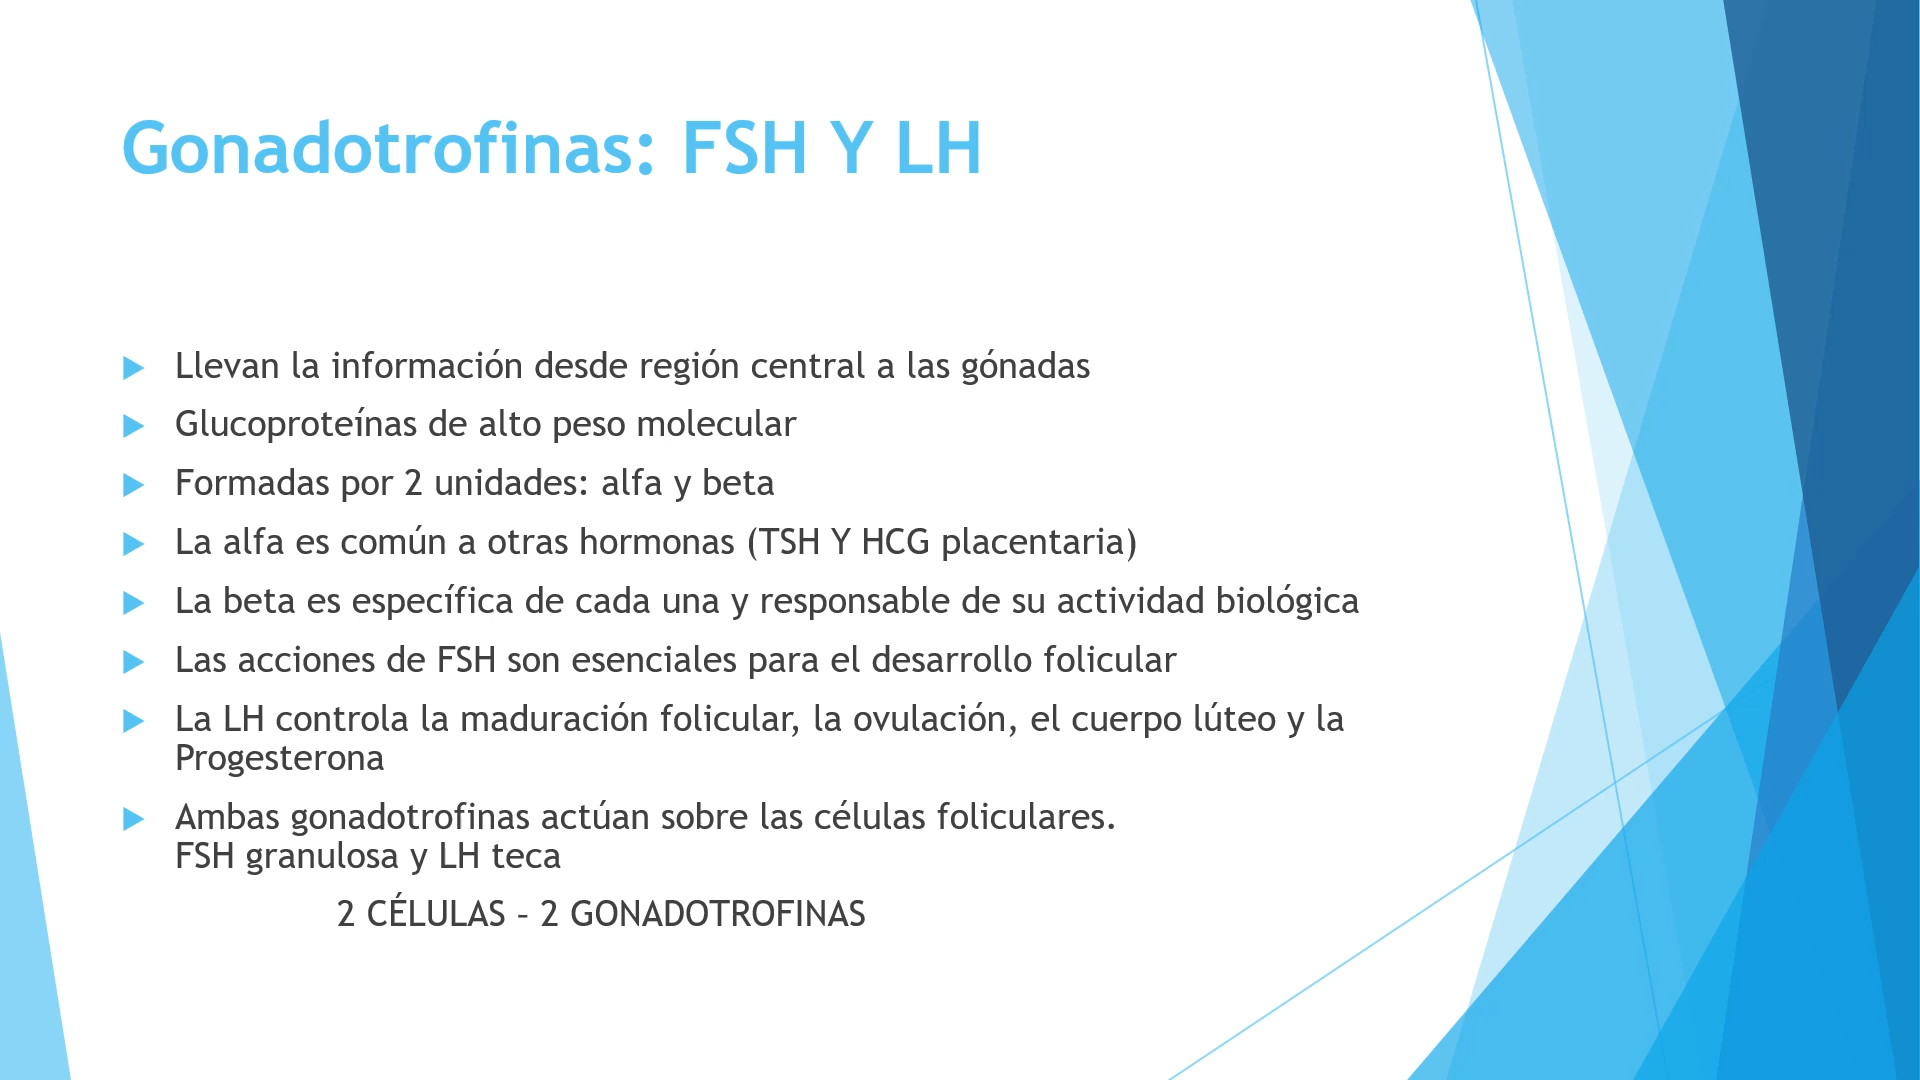 Gonadotrofinas: FSH Y LH
Llevan la información desde región central a las gónadas
Glucoproteínas de alto peso molecular
Formadas por 2 unidades: alfa y beta
La alfa es común a otras hormonas (TSH Y HCG placentaria)
La beta es específica de cada una y responsable de su actividad biológica
Las acciones de FSH son esenciales para el desarrollo folicular
La LH controla la maduración folicular, la ovulación, el cuerpo lúteo y la
Progesterona
Ambas gonadotrofinas actúan sobre las células foliculares.
FSH granulosa y LH teca
2 CÉLULAS – 2 GONADOTROFINAS